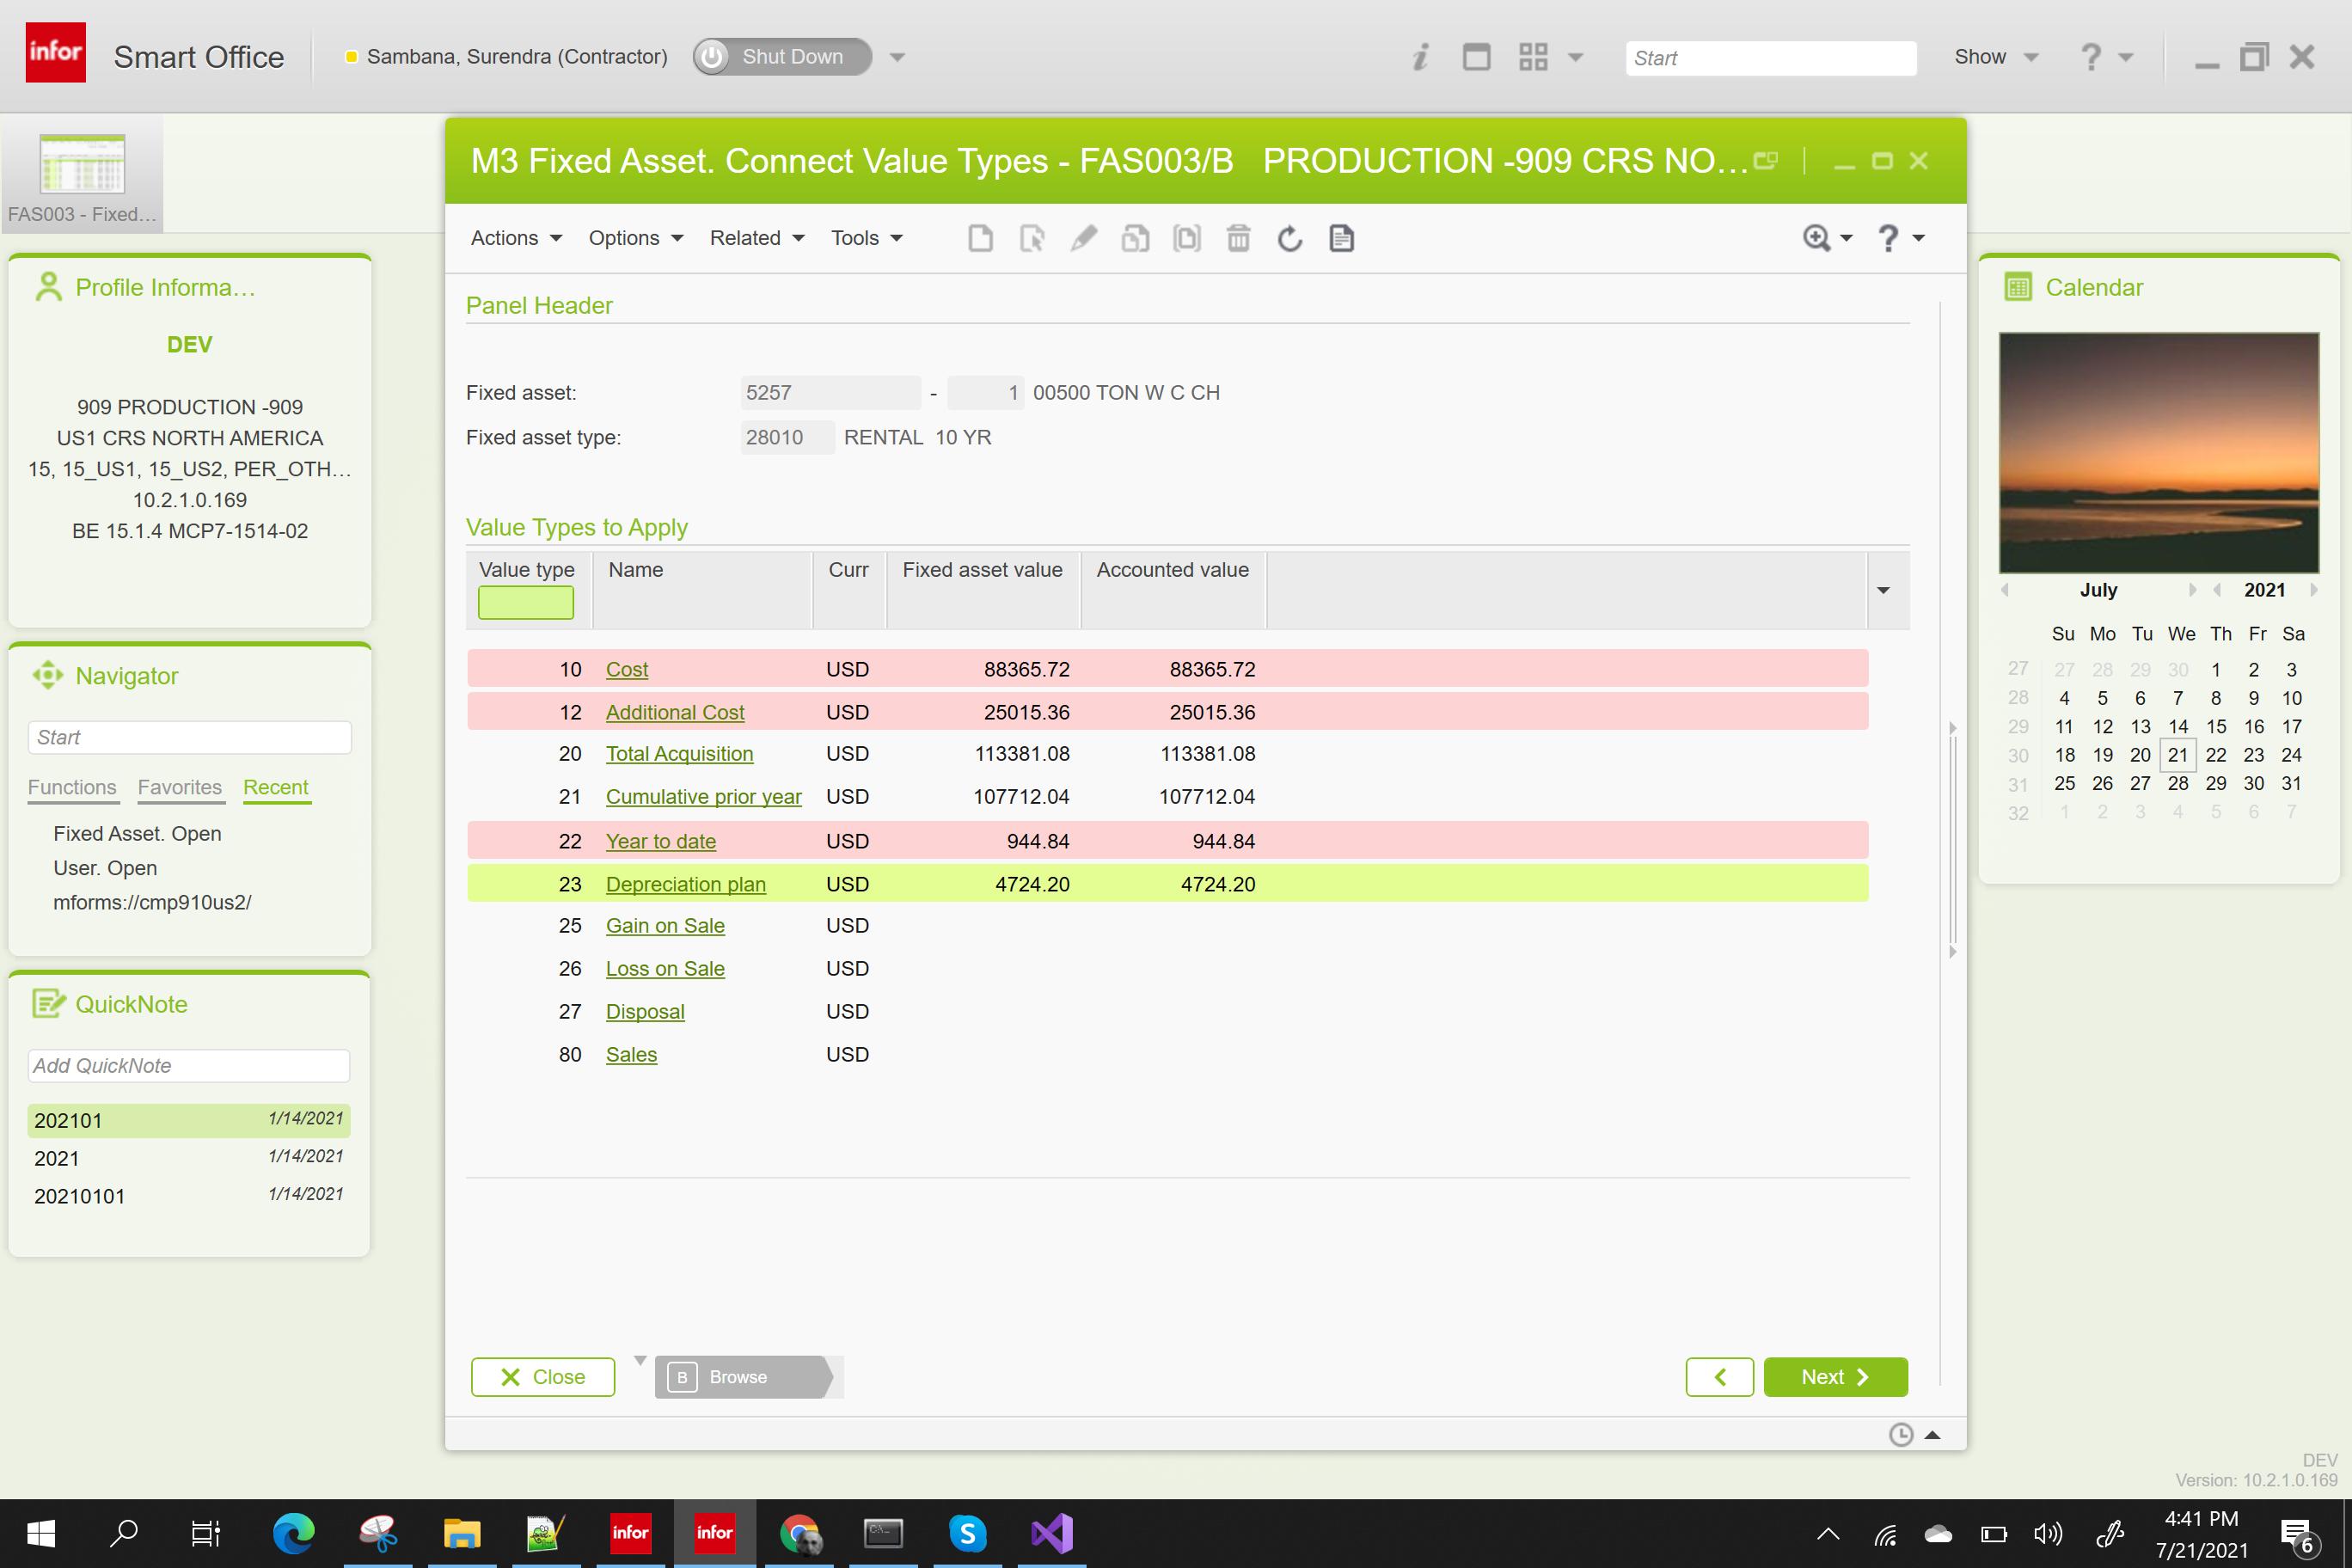 infor Smart Office Sambana, Surendra (Contractor) Shut Down Start Show ?
FAS003 - Fixed...
M3 Fixed Asset. Connect Value Types - FAS003/B PRODUCTION -909 CRS NO...
Actions Options Related Tools ?
Profile Informa...
DEV
909 PRODUCTION -909
US1 CRS NORTH AMERICA
15, 15_US1, 15_US2, PER_OTH...
10.2.1.0.169
BE 15.1.4 MCP7-1514-02
Navigator
Start
Functions Favorites Recent
Fixed Asset. Open
User. Open
mforms://cmp910us2/
QuickNote
Add QuickNote
202101 1/14/2021
2021 1/14/2021
20210101 1/14/2021
Panel Header
Fixed asset: 5257 - 1 00500 TON W C CH
Fixed asset type: 28010 RENTAL 10 YR
Value Types to Apply
Value type Name Curr Fixed asset value Accounted value
10 Cost USD 88365.72 88365.72
12 Additional Cost USD 25015.36 25015.36
20 Total Acquisition USD 113381.08 113381.08
21 Cumulative prior year USD 107712.04 107712.04
22 Year to date USD 944.84 944.84
23 Depreciation plan USD 4724.20 4724.20
25 Gain on Sale USD
26 Loss on Sale USD
27 Disposal USD
80 Sales USD
Close B Browse Next
Calendar
July 2021
Su Mo Tu We Th Fr Sa
27 27 28 29 30 1 2 3
28 4 5 6 7 8 9 10
29 11 12 13 14 15 16 17
30 18 19 20 21 22 23 24
31 25 26 27 28 29 30 31
32 1 2 3 4 5 6 7
DEV
Version: 10.2.1.0.169
infor infor S 4:41 PM
7/21/2021 6